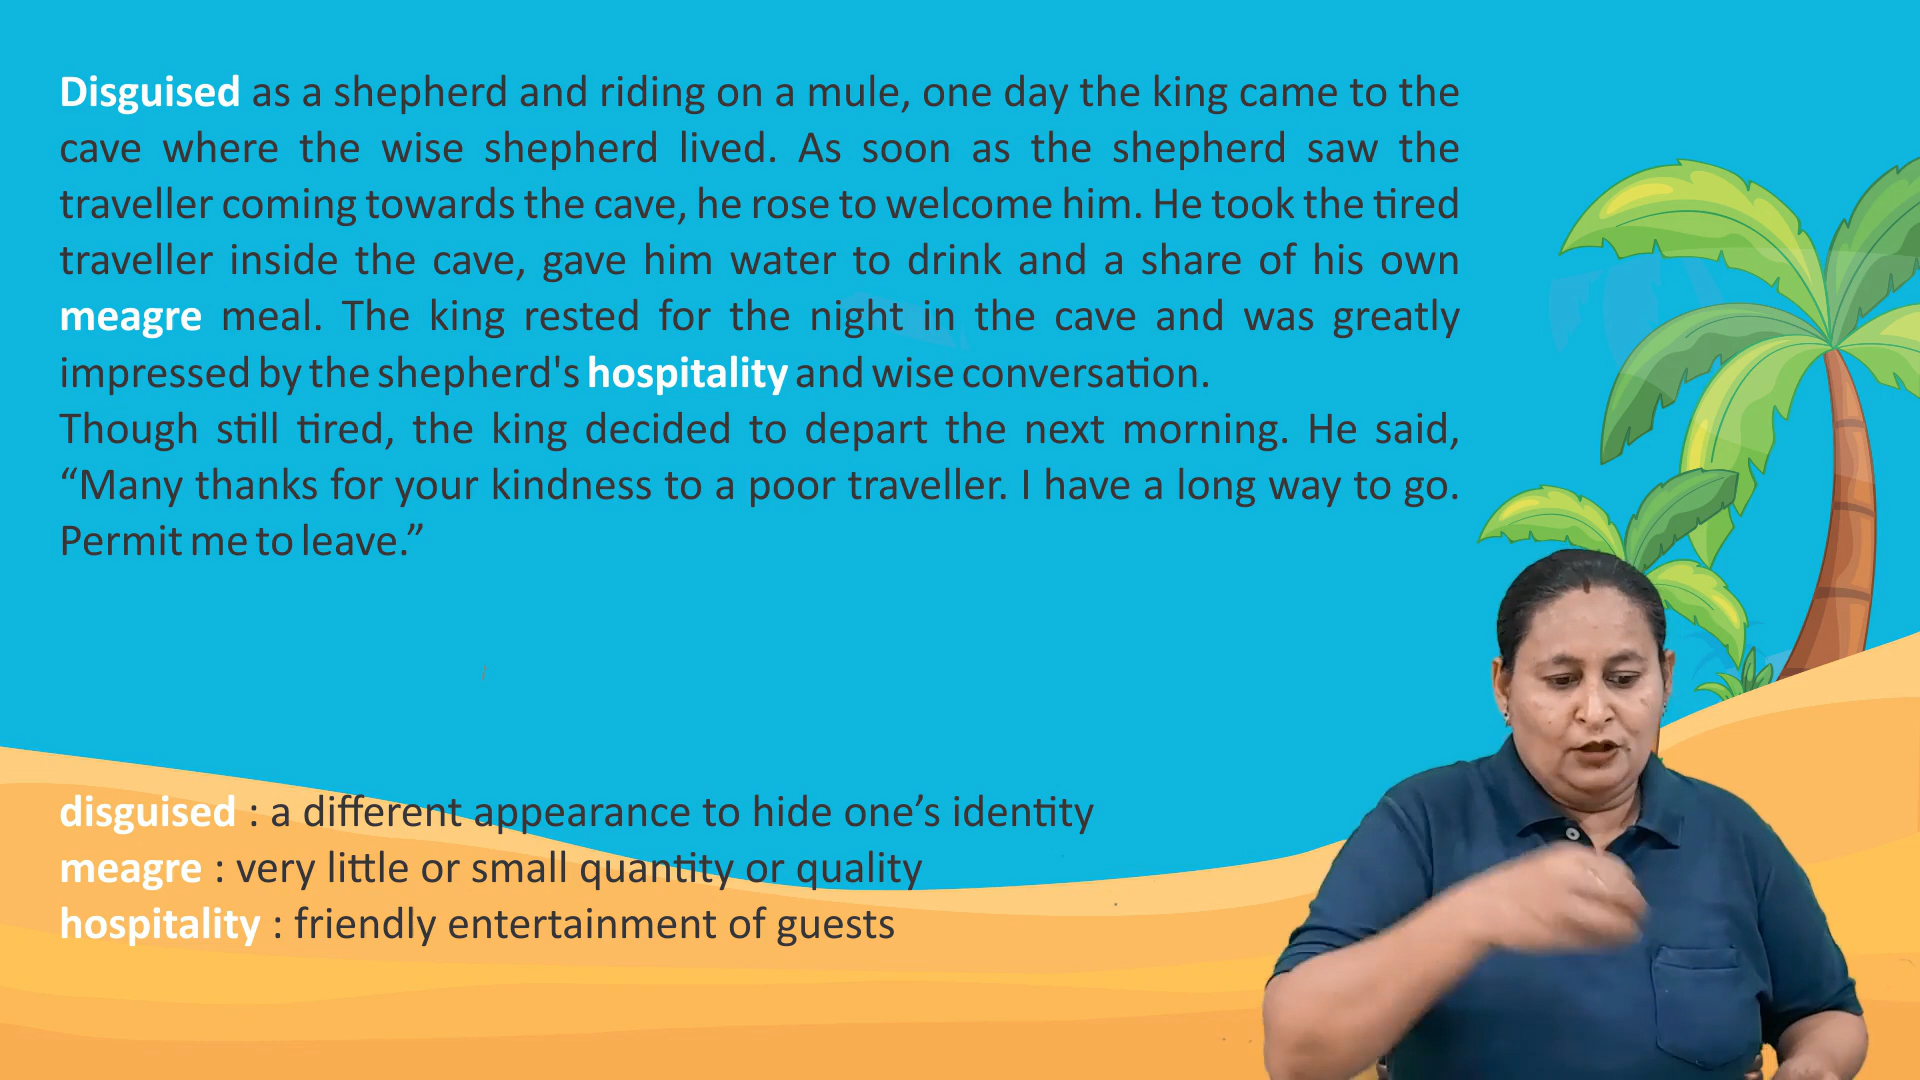 Disguised as a shepherd and riding on a mule, one day the king came to the
cave where the wise shepherd lived. As soon as the shepherd saw the
traveller coming towards the cave, he rose to welcome him. He took the tired
traveller inside the cave, gave him water to drink and a share of his own
meagre meal. The king rested for the night in the cave and was greatly
impressed by the shepherd's hospitality and wise conversation.
Though still tired, the king decided to depart the next morning. He said,
“Many thanks for your kindness to a poor traveller. I have a long way to go.
Permit me to leave.”
disguised : a different appearance to hide one’s identity
meagre : very little or small quantity or quality
hospitality : friendly entertainment of guests